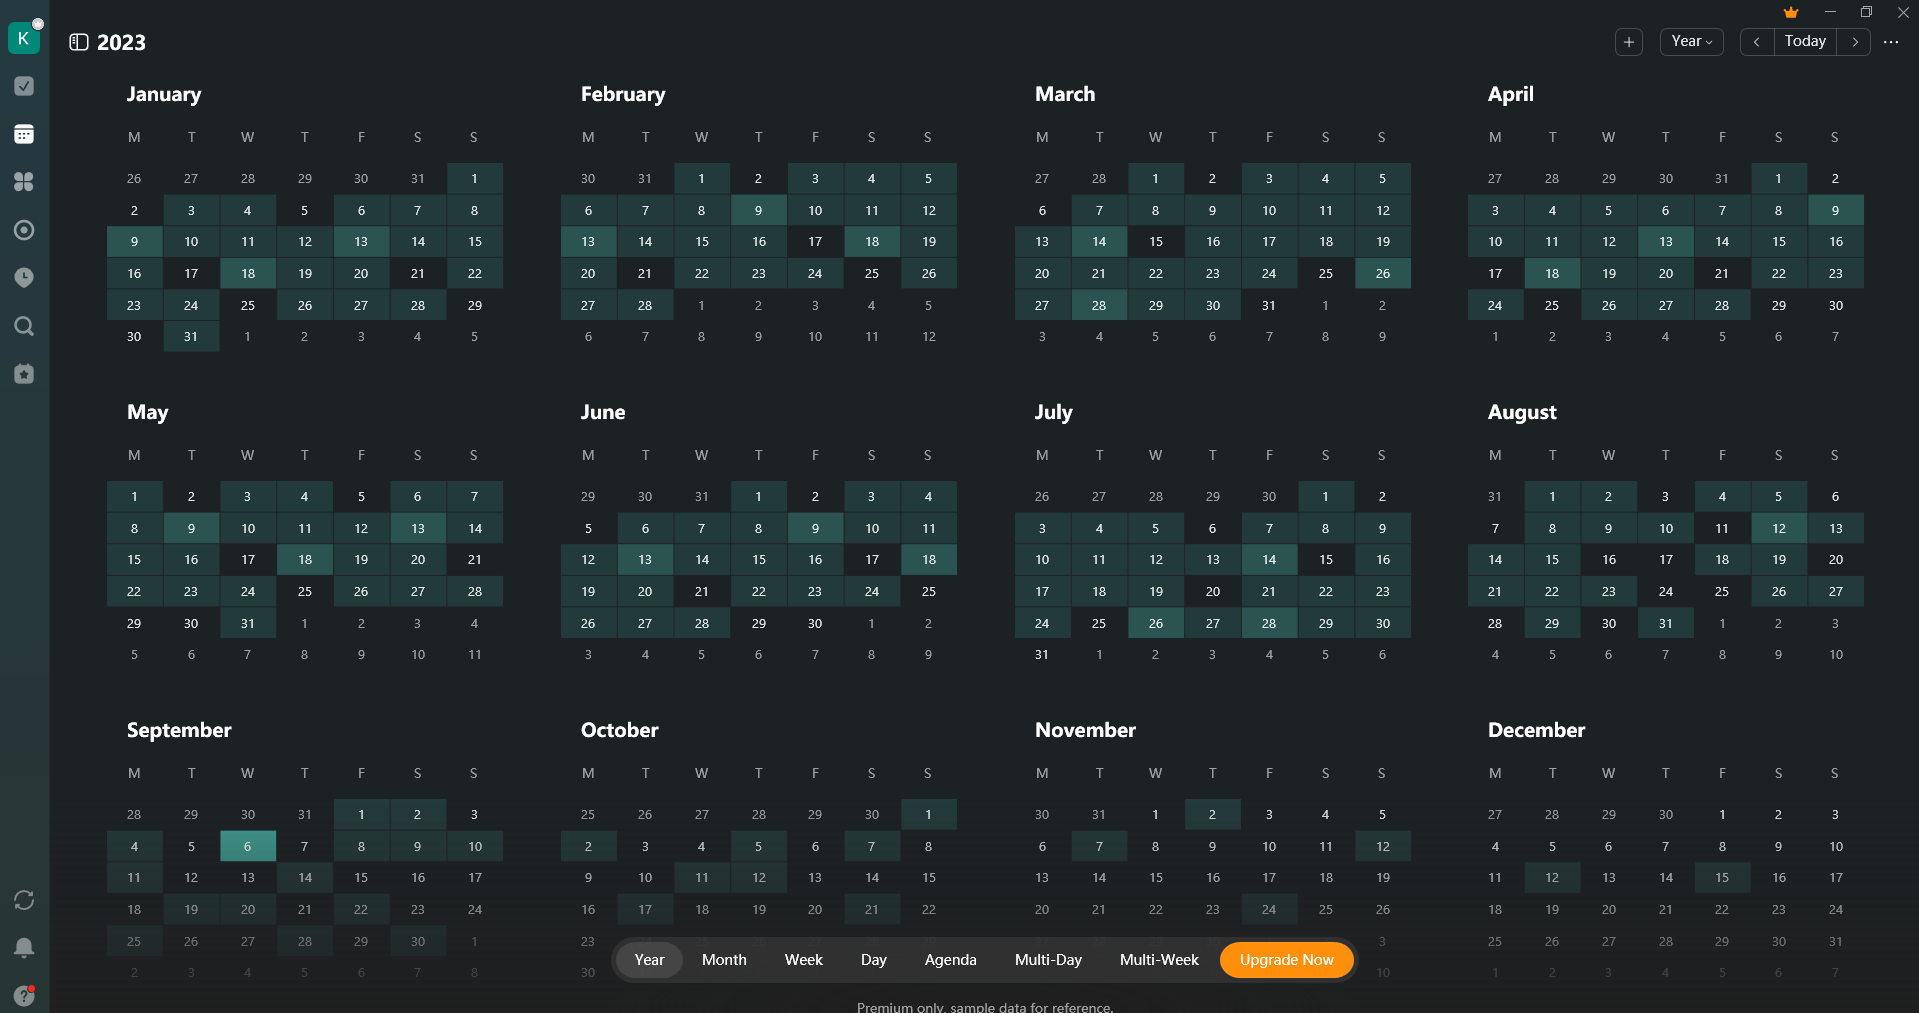 K
2023
Year
Today
January February March April
M T W T F S S M T W T F S S M T W T F S S M T W T F S S
26 27 28 29 30 31 1 30 31 1 2 3 4 5 27 28 1 2 3 4 5 27 28 29 30 31 1 2
2 3 4 5 6 7 8 6 7 8 9 10 11 12 6 7 8 9 10 11 12 3 4 5 6 7 8 9
9 10 11 12 13 14 15 13 14 15 16 17 18 19 13 14 15 16 17 18 19 10 11 12 13 14 15 16
16 17 18 19 20 21 22 20 21 22 23 24 25 26 20 21 22 23 24 25 26 17 18 19 20 21 22 23
23 24 25 26 27 28 29 27 28 1 2 3 4 5 27 28 29 30 31 1 2 24 25 26 27 28 29 30
30 31 1 2 3 4 5 6 7 8 9 10 11 12 3 4 5 6 7 8 9 1 2 3 4 5 6 7
May June July August
M T W T F S S M T W T F S S M T W T F S S M T W T F S S
1 2 3 4 5 6 7 29 30 31 1 2 3 4 26 27 28 29 30 1 2 31 1 2 3 4 5 6
8 9 10 11 12 13 14 5 6 7 8 9 10 11 3 4 5 6 7 8 9 7 8 9 10 11 12 13
15 16 17 18 19 20 21 12 13 14 15 16 17 18 10 11 12 13 14 15 16 14 15 16 17 18 19 20
22 23 24 25 26 27 28 19 20 21 22 23 24 25 17 18 19 20 21 22 23 21 22 23 24 25 26 27
29 30 31 1 2 3 4 26 27 28 29 30 1 2 24 25 26 27 28 29 30 28 29 30 31 1 2 3
5 6 7 8 9 10 11 3 4 5 6 7 8 9 31 1 2 3 4 5 6 4 5 6 7 8 9 10
September October November December
M T W T F S S M T W T F S S M T W T F S S M T W T F S S
28 29 30 31 1 2 3 25 26 27 28 29 30 1 30 31 1 2 3 4 5 27 28 29 30 1 2 3
4 5 6 7 8 9 10 2 3 4 5 6 7 8 6 7 8 9 10 11 12 4 5 6 7 8 9 10
11 12 13 14 15 16 17 9 10 11 12 13 14 15 13 14 15 16 17 18 19 11 12 13 14 15 16 17
18 19 20 21 22 23 24 16 17 18 19 20 21 22 20 21 22 23 24 25 26 18 19 20 21 22 23 24
25 26 27 28 29 30 1 23 3 25 26 27 28 29 30 31
2 3 4 5 6 7 8 30 10 1 2 3 4 5 6 7
Year Month Week Day Agenda Multi-Day Multi-Week Upgrade Now
Premium only, sample data for reference.